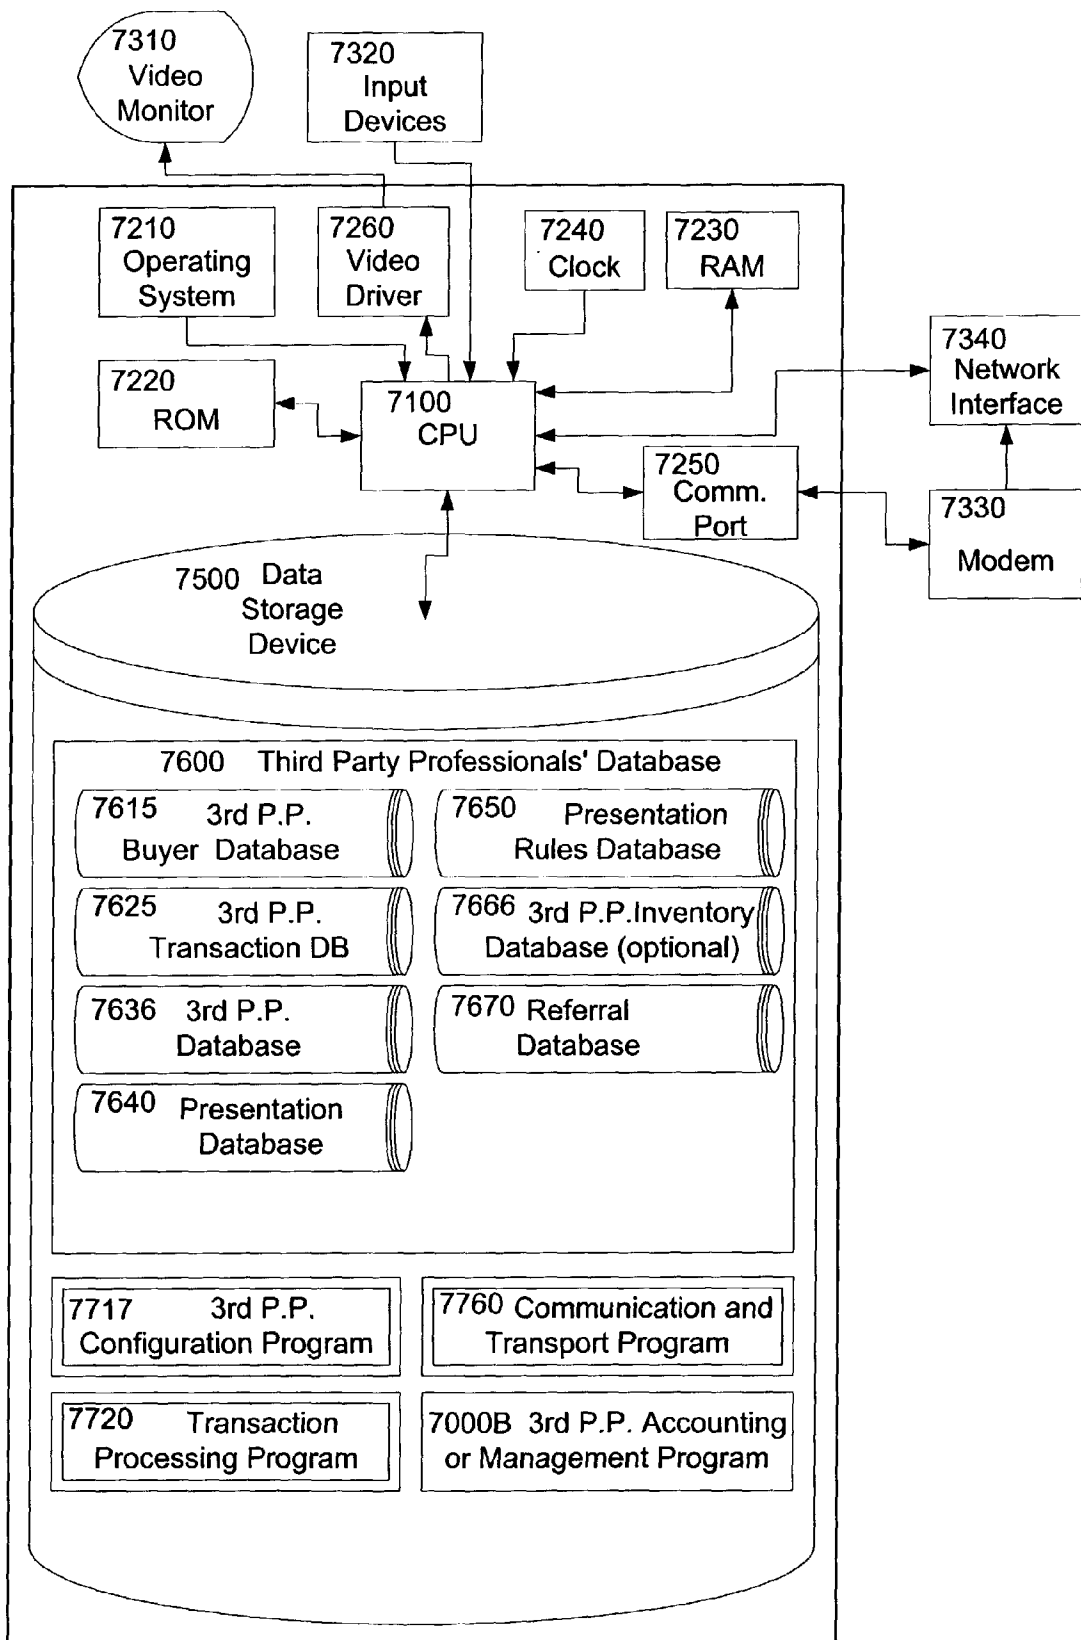 7310
Video
Monitor
7320
Input
Devices
7210
Operating
System
7260
Video
Driver
7240
Clock
7230
RAM
7220
ROM
7100
CPU
7340
Network
Interface
7250
Comm.
Port
7330
Modem
7500 Data
Storage
Device
7600 Third Party Professionals' Database
7615 3rd P.P.
Buyer Database
7650 Presentation
Rules Database
7625 3rd P.P.
Transaction DB
7666 3rd P.P.Inventory
Database (optional)
7636 3rd P.P.
Database
7670 Referral
Database
7640 Presentation
Database
7717 3rd P.P.
Configuration Program
7760 Communication and
Transport Program
7720 Transaction
Processing Program
7000B 3rd P.P. Accounting
or Management Program